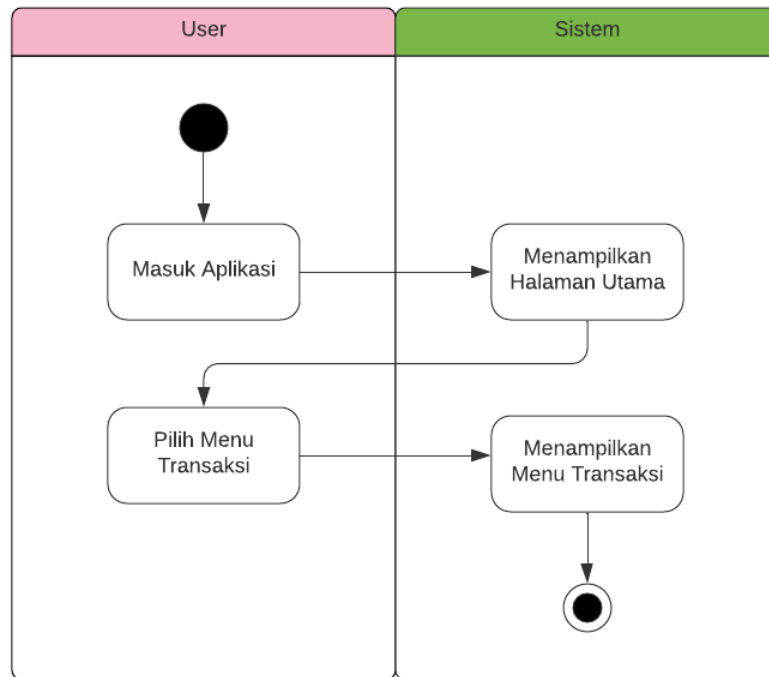 User
Sistem
Masuk Aplikasi
Menampilkan
Halaman Utama
Pilih Menu
Transaksi
Menampilkan
Menu Transaksi